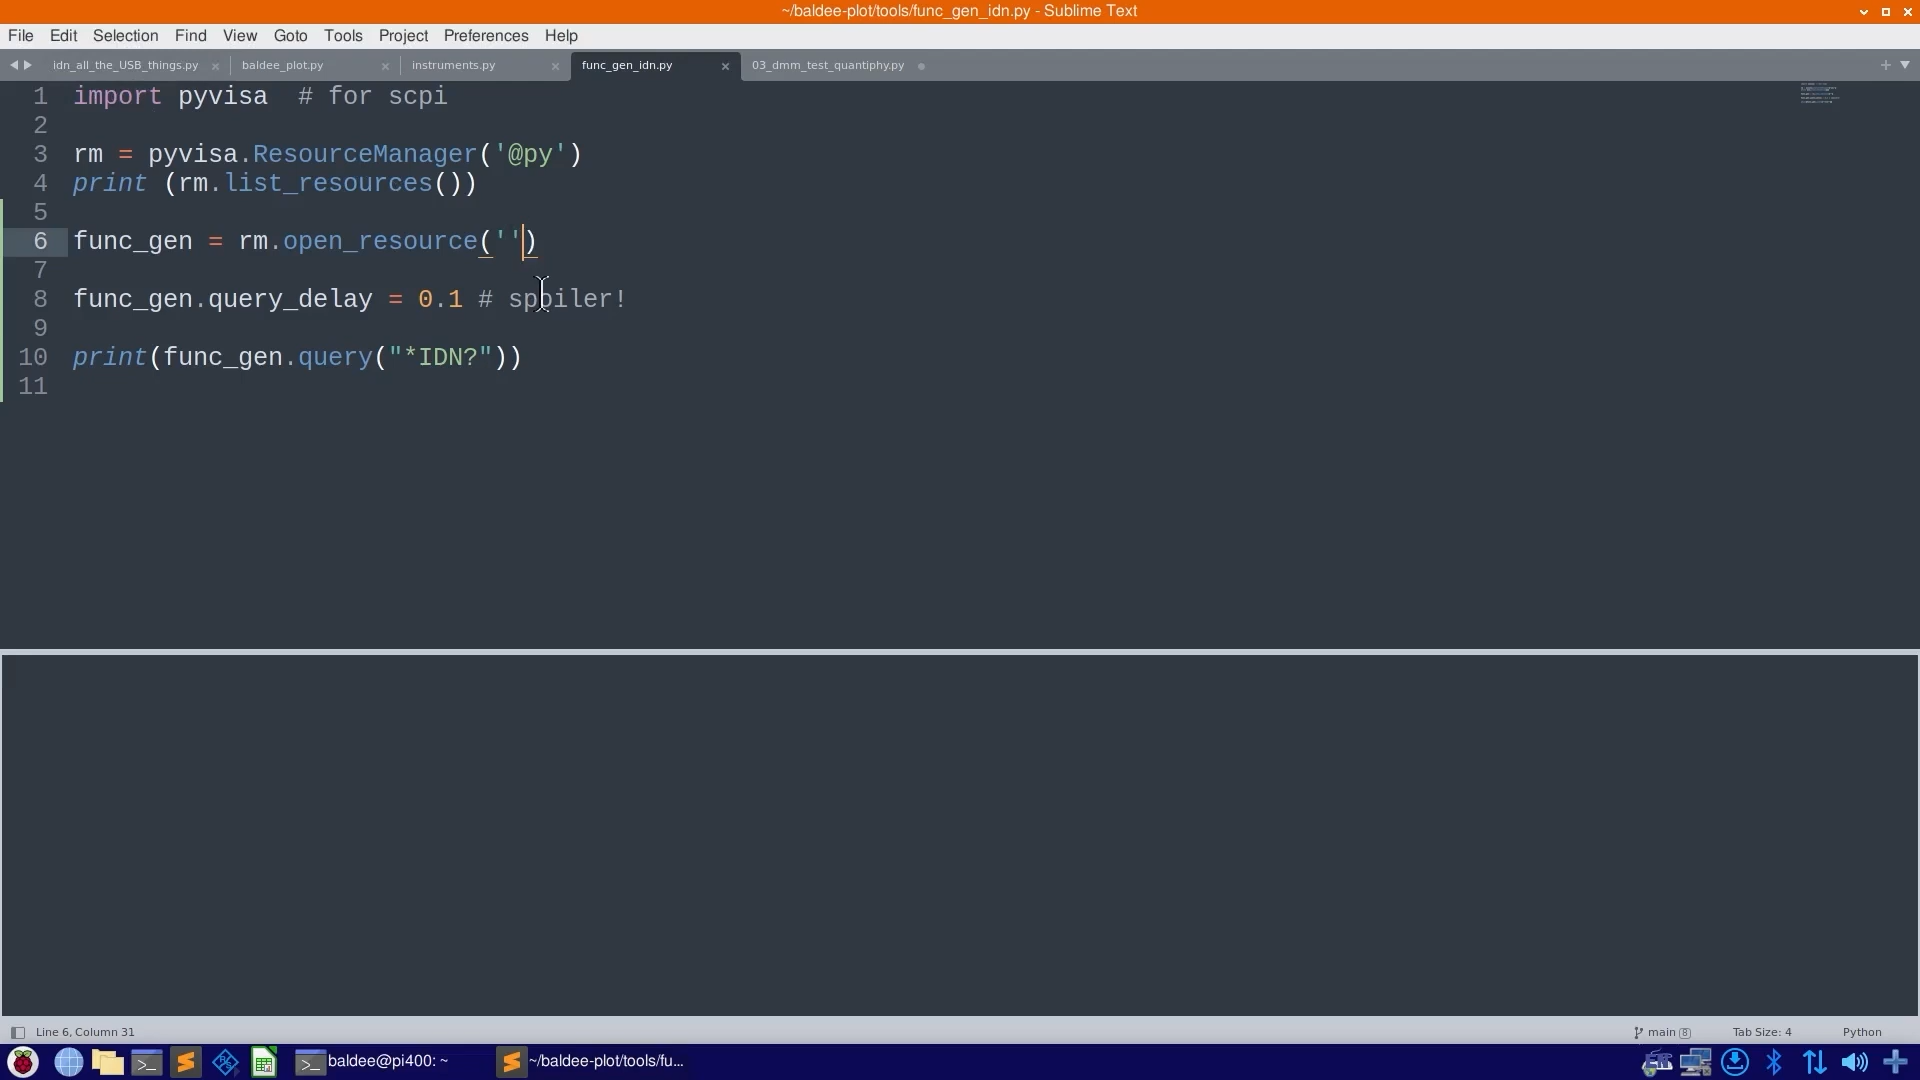 ~/baldee-plot/tools/func_gen_idn.py - Sublime Text
File Edit Selection Find View Goto Tools Project Preferences Help
idn_all_the_USB_things.py baldee_plot.py instruments.py func_gen_idn.py 03_dmm_test_quantiphy.py
1 import pyvisa  # for scpi
2
3 rm = pyvisa.ResourceManager('@py')
4 print (rm.list_resources())
5
6 func_gen = rm.open_resource('')
7
8 func_gen.query_delay = 0.1 # spoiler!
9
10 print(func_gen.query("*IDN?"))
11
Line 6, Column 31 main 8 Tab Size: 4 Python
baldee@pi400: ~ ~/baldee-plot/tools/fu...